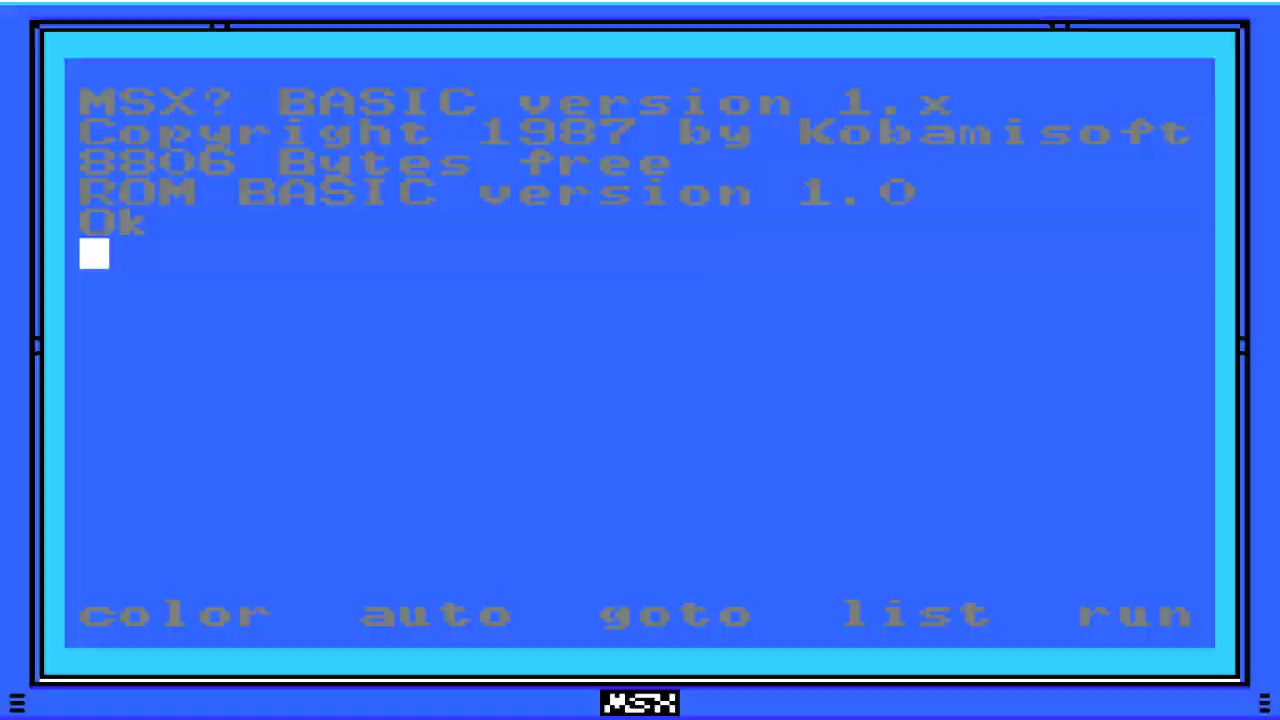 MSX? BASIC version 1.x
Copyright 1987 by Kobamisoft
8806 Bytes free
ROM BASIC version 1.0
Ok
color auto goto list run
MSX